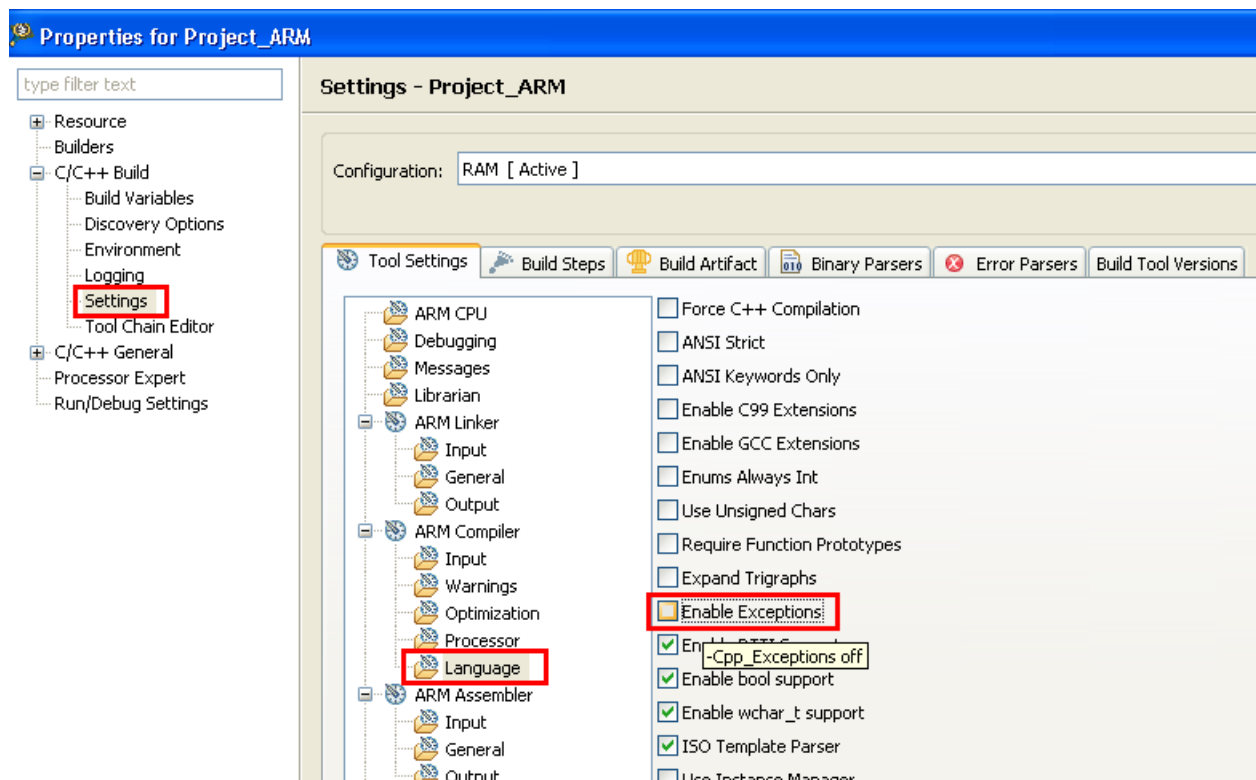 Properties for Project_ARM
type filter text
Resource
Builders
C/C++ Build
Build Variables
Discovery Options
Environment
Logging
Settings
Tool Chain Editor
C/C++ General
Processor Expert
Run/Debug Settings
Settings - Project_ARM
Configuration: RAM [ Active ]
Tool Settings Build Steps Build Artifact Binary Parsers Error Parsers Build Tool Versions
ARM CPU
Debugging
Messages
Librarian
ARM Linker
Input
General
Output
ARM Compiler
Input
Warnings
Optimization
Processor
Language
ARM Assembler
Input
General
Output
Force C++ Compilation
ANSI Strict
ANSI Keywords Only
Enable C99 Extensions
Enable GCC Extensions
Enums Always Int
Use Unsigned Chars
Require Function Prototypes
Expand Trigraphs
Enable Exceptions
-Cpp_Exceptions off
Enable bool support
Enable wchar_t support
ISO Template Parser
Use Instance Manager